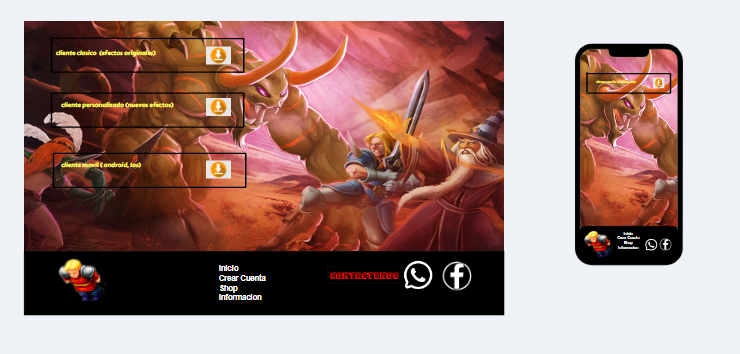 cliente clasico (efectos originales)
cliente personalizado (nuevos efectos)
cliente movil ( android, ios)
Inicio
Crear Cuenta
Shop
Informacion
CONTACTENOS
Inicio
Crear Cuenta
Shop
Informacion